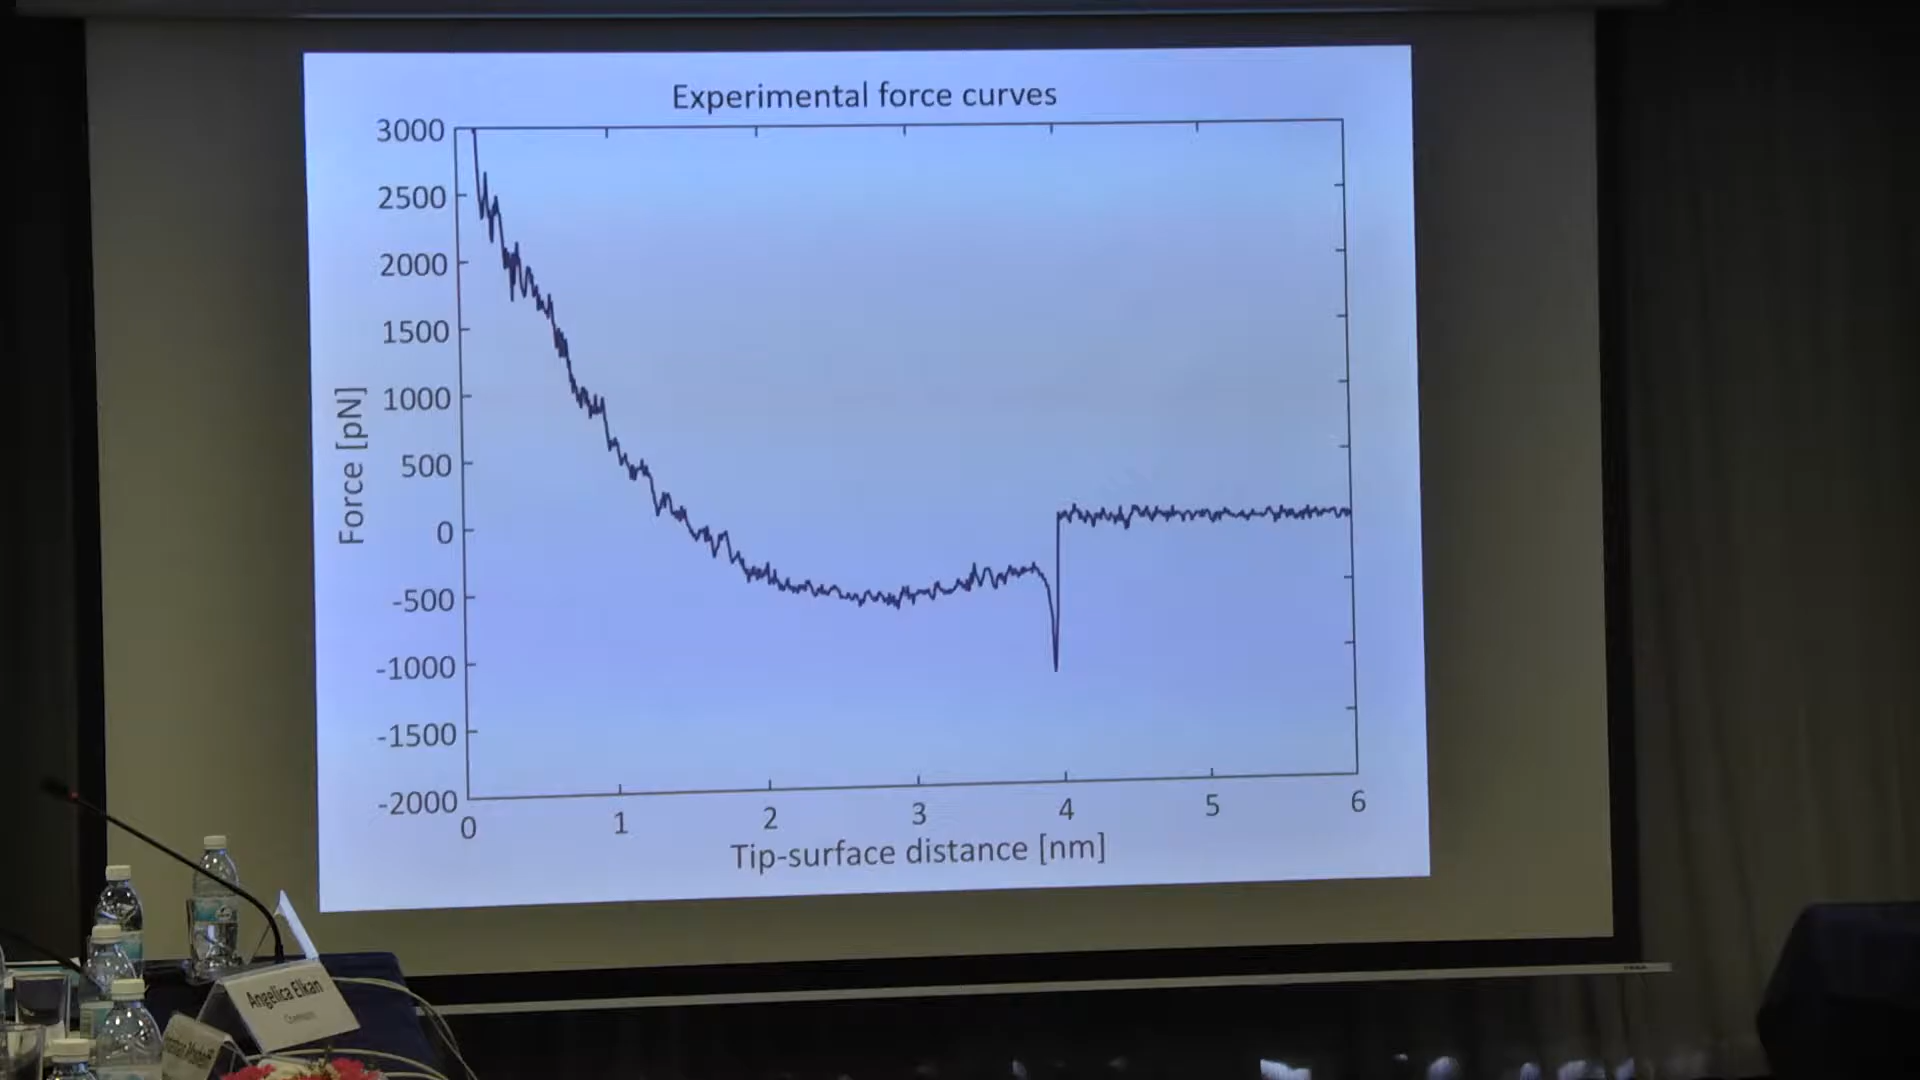 Experimental force curves
3000
2500
2000
1500
1000
500
0
-500
-1000
-1500
-2000
Force [pN]
0 1 2 3 4 5 6
Tip-surface distance [nm]
Angelica Elkan